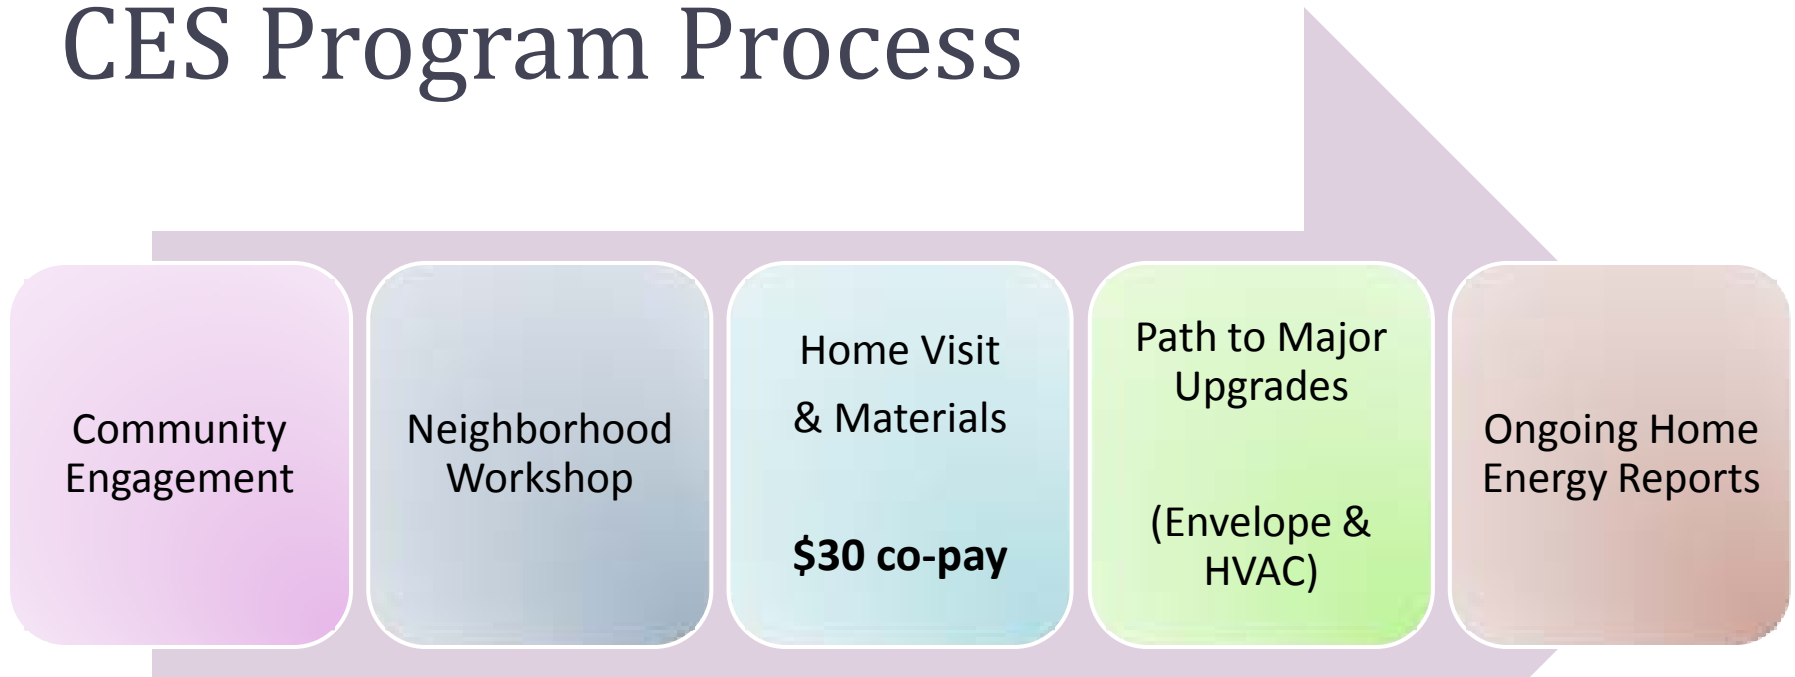 CES Program Process
Community
Engagement
Neighborhood
Workshop
Home Visit
& Materials
$30 co-pay
Path to Major
Upgrades
(Envelope &
HVAC)
Ongoing Home
Energy Reports